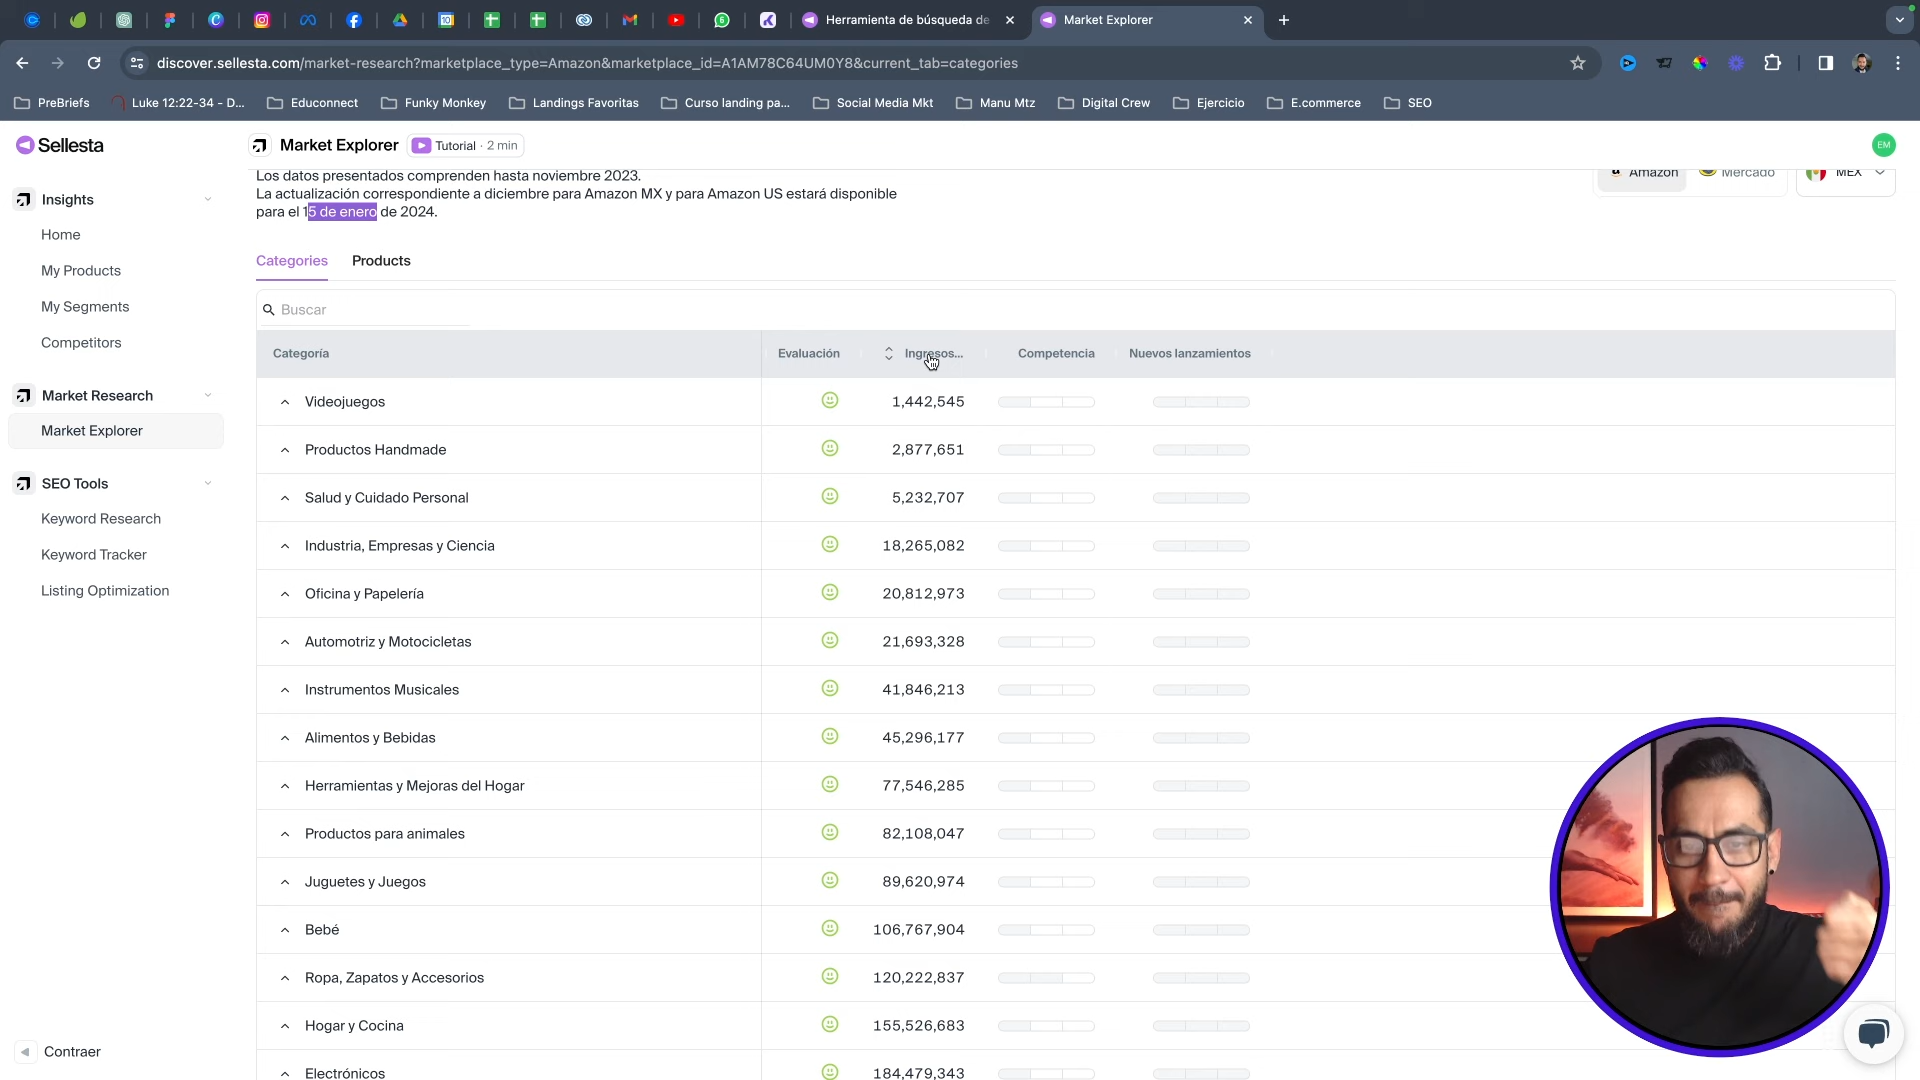 Herramienta de búsqueda de
Market Explorer
discover.sellesta.com/market-research?marketplace_type=Amazon&marketplace_id=A1AM78C64UM0Y8&current_tab=categories
PreBriefs
Luke 12:22-34 - D...
Educonnect
Funky Monkey
Landings Favoritas
Curso landing pa...
Social Media Mkt
Manu Mtz
Digital Crew
Ejercicio
E.commerce
SEO
Sellesta
Market Explorer
Tutorial · 2 min
EM
Insights
Home
My Products
My Segments
Competitors
Market Research
Market Explorer
SEO Tools
Keyword Research
Keyword Tracker
Listing Optimization
Contraer
Los datos presentados comprenden hasta noviembre 2023.
La actualización correspondiente a diciembre para Amazon MX y para Amazon US estará disponible
para el 15 de enero de 2024.
Amazon
Mercado
MEX
Categories
Products
Buscar
Categoría Evaluación Ingresos... Competencia Nuevos lanzamientos
Videojuegos 1,442,545
Productos Handmade 2,877,651
Salud y Cuidado Personal 5,232,707
Industria, Empresas y Ciencia 18,265,082
Oficina y Papelería 20,812,973
Automotriz y Motocicletas 21,693,328
Instrumentos Musicales 41,846,213
Alimentos y Bebidas 45,296,177
Herramientas y Mejoras del Hogar 77,546,285
Productos para animales 82,108,047
Juguetes y Juegos 89,620,974
Bebé 106,767,904
Ropa, Zapatos y Accesorios 120,222,837
Hogar y Cocina 155,526,683
Electrónicos 184,479,343